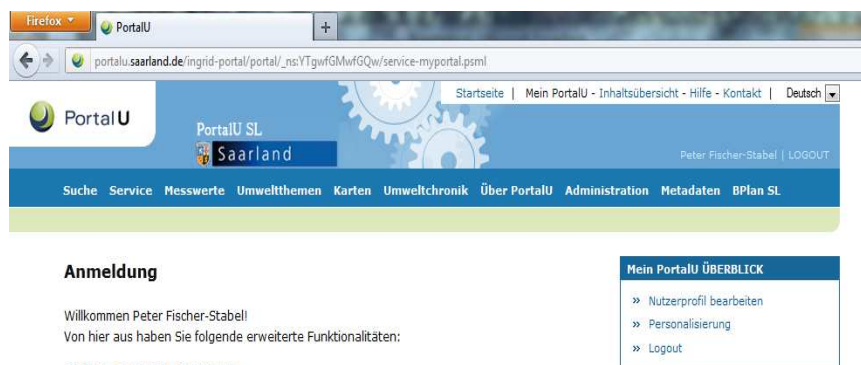 Firefox
PortalU
+
portalu.saarland.de/ingrid-portal/portal/_ns:YTgwfGMwfGQw/service-myportal.psml
Startseite | Mein PortalU - Inhaltsübersicht - Hilfe - Kontakt | Deutsch
PortalU
PortalU SL
Saarland
Peter Fischer-Stabel | LOGOUT
Suche Service Messwerte Umweltthemen Karten Umweltchronik Über PortalU Administration Metadaten BPlan SL
Anmeldung
Willkommen Peter Fischer-Stabel!
Von hier aus haben Sie folgende erweiterte Funktionalitäten:
Mein PortalU ÜBERBLICK
» Nutzerprofil bearbeiten
» Personalisierung
» Logout